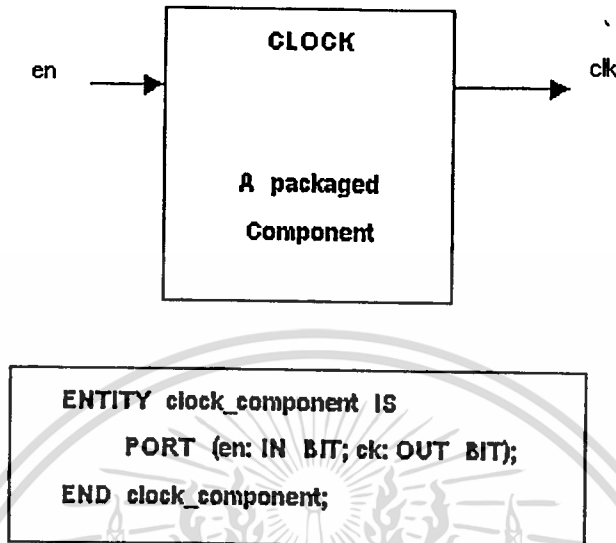 CLOCK
en
clk
A packaged
Component
ENTITY clock_component IS
PORT (en: IN BIT; ck: OUT BIT);
END clock_component;